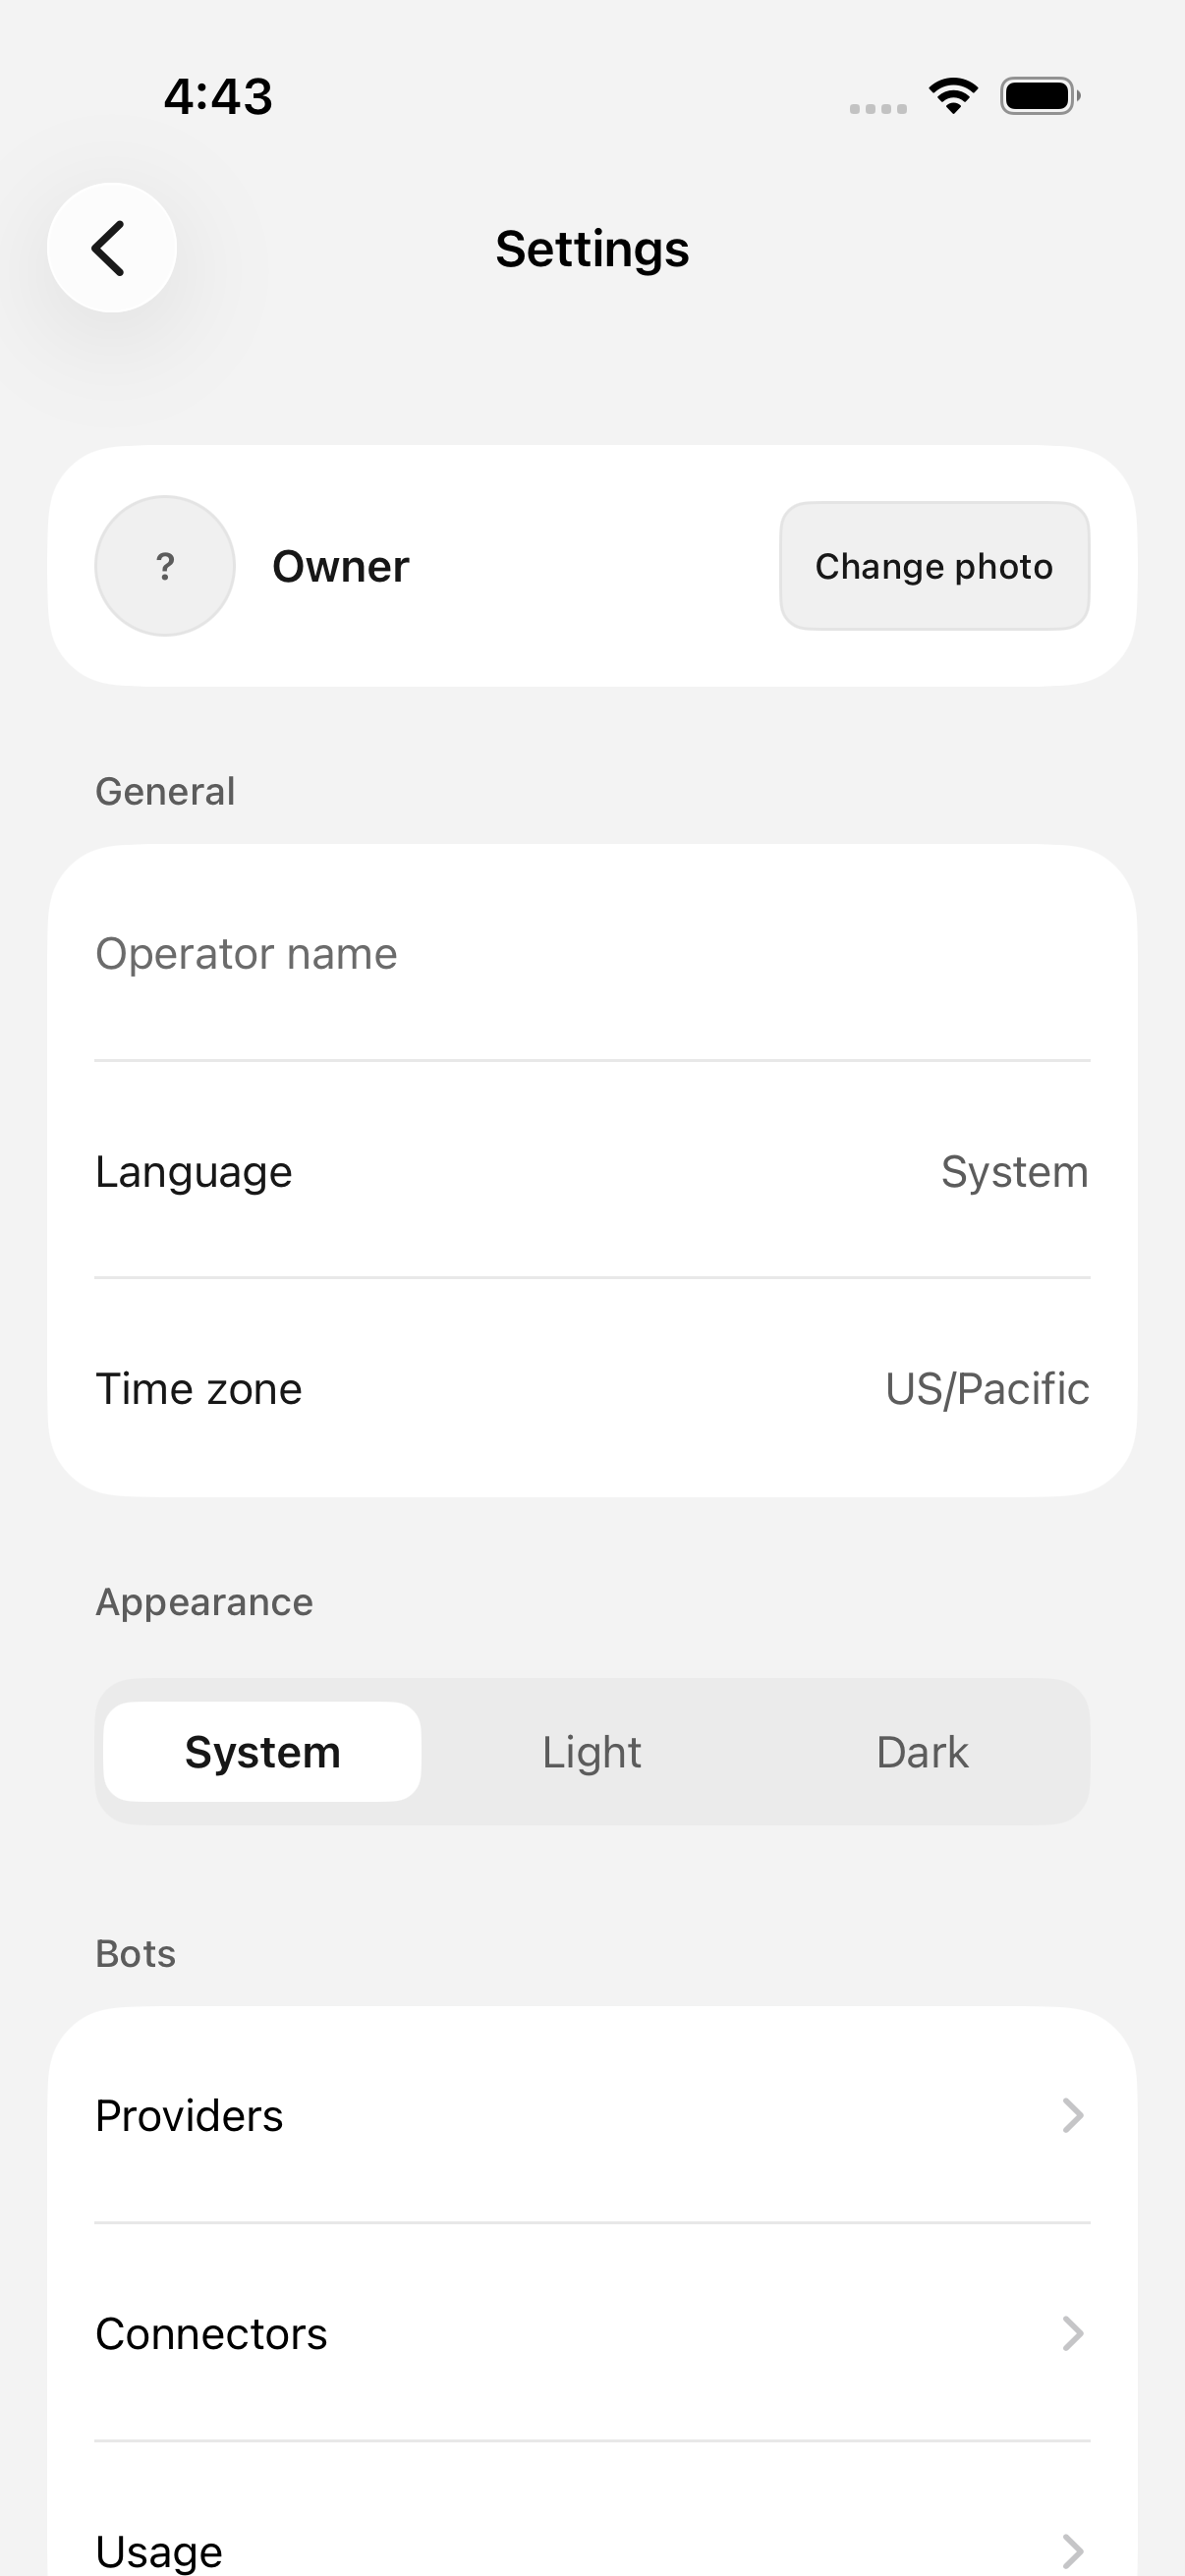 4:43
Settings
?
Owner
Change photo
General
Operator name
Language
System
Time zone
US/Pacific
Appearance
System
Light
Dark
Bots
Providers
Connectors
Usage